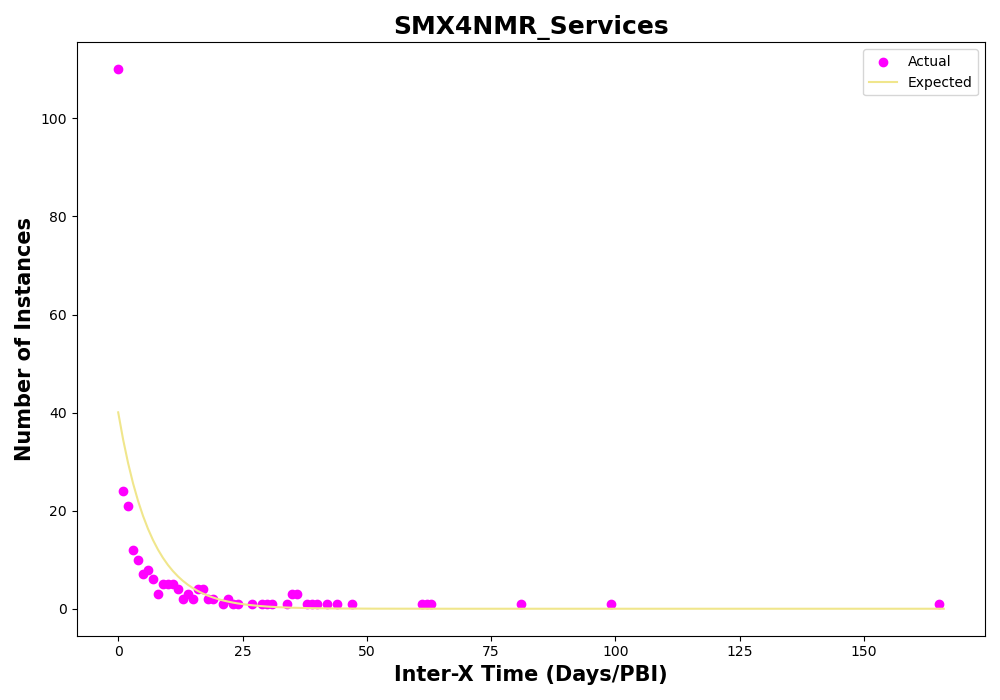 SMX4NMR_Services
Actual
Expected
Number of Instances
100
80
60
40
20
0
0 25 50 75 100 125 150
Inter-X Time (Days/PBI)